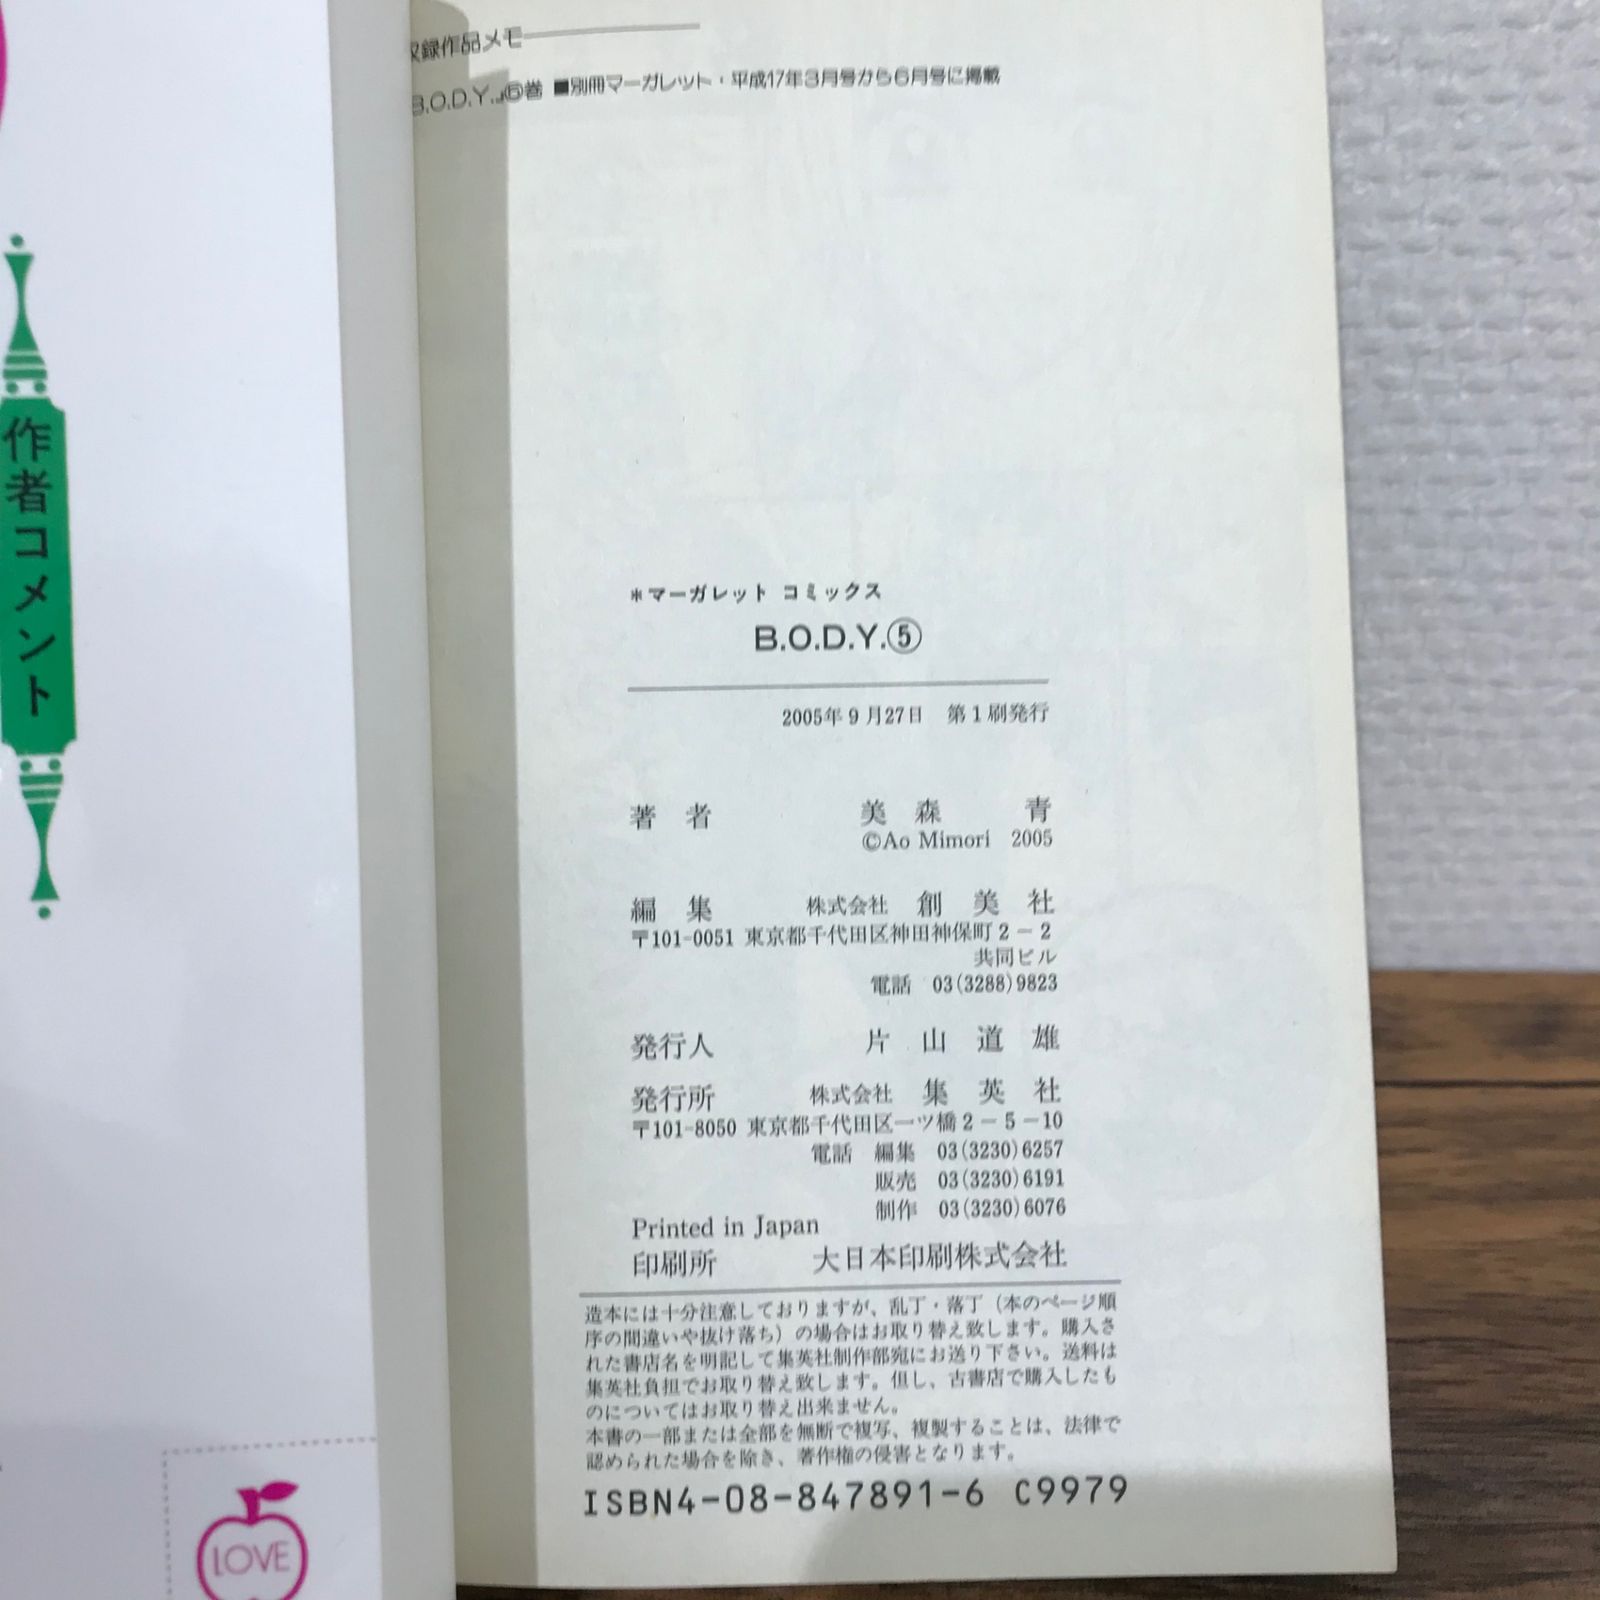 収録作品メモ
B.O.D.Y.⑤巻 ■別冊マーガレット・平成17年3月号から6月号に掲載
作者コメント
LOVE
＊マーガレット コミックス
B.O.D.Y.⑤
2005年9月27日 第1刷発行
著者 美森 青
©Ao Mimori 2005
編集 株式会社 創美社
〒101-0051 東京都千代田区神田神保町2－2
共同ビル
電話 03(3288)9823
発行人 片山道雄
発行所 株式会社 集英社
〒101-8050 東京都千代田区一ツ橋2－5－10
電話 編集 03(3230)6257
販売 03(3230)6191
制作 03(3230)6076
Printed in Japan
印刷所 大日本印刷株式会社
造本には十分注意しておりますが、乱丁・落丁（本のページ順
序の間違いや抜け落ち）の場合はお取り替え致します。購入さ
れた書店名を明記して集英社制作部宛にお送り下さい。送料は
集英社負担でお取り替え致します。但し、古書店で購入したも
のについてはお取り替え出来ません。
本書の一部または全部を無断で複写、複製することは、法律で
認められた場合を除き、著作権の侵害となります。
ISBN4-08-847891-6 C9979